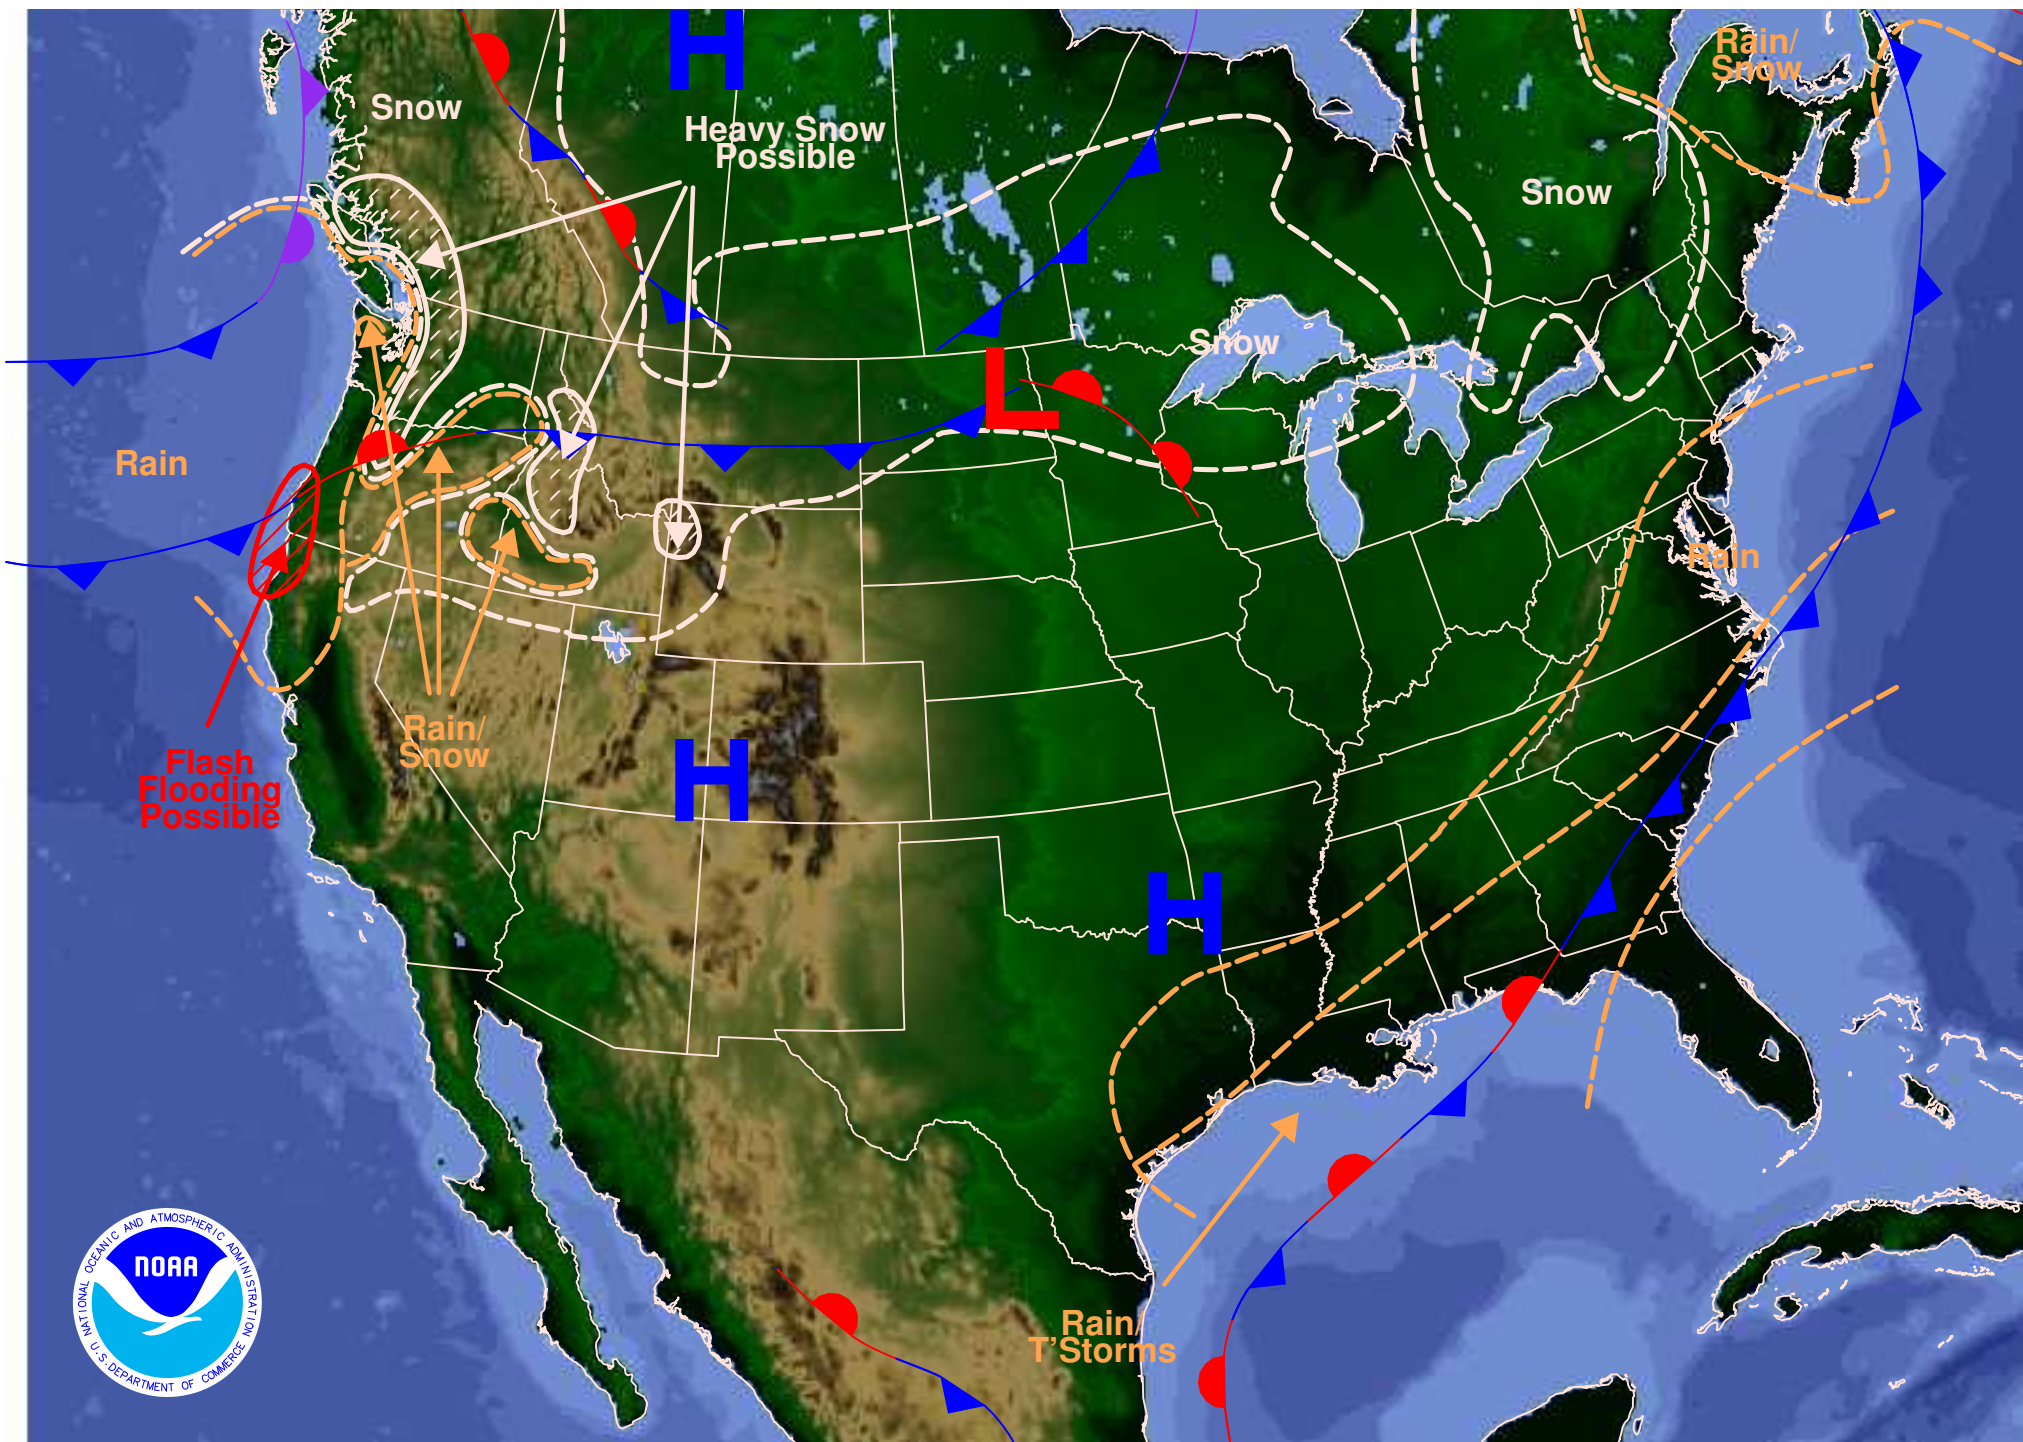 H
Rain/
Snow
Snow
Heavy Snow
Possible
Snow
Snow
L
Rain
Rain
Rain/
Snow
Flash
Flooding
Possible
H
H
Rain/
T'Storms
NATIONAL OCEANIC AND ATMOSPHERIC ADMINISTRATION
NOAA
U.S. DEPARTMENT OF COMMERCE